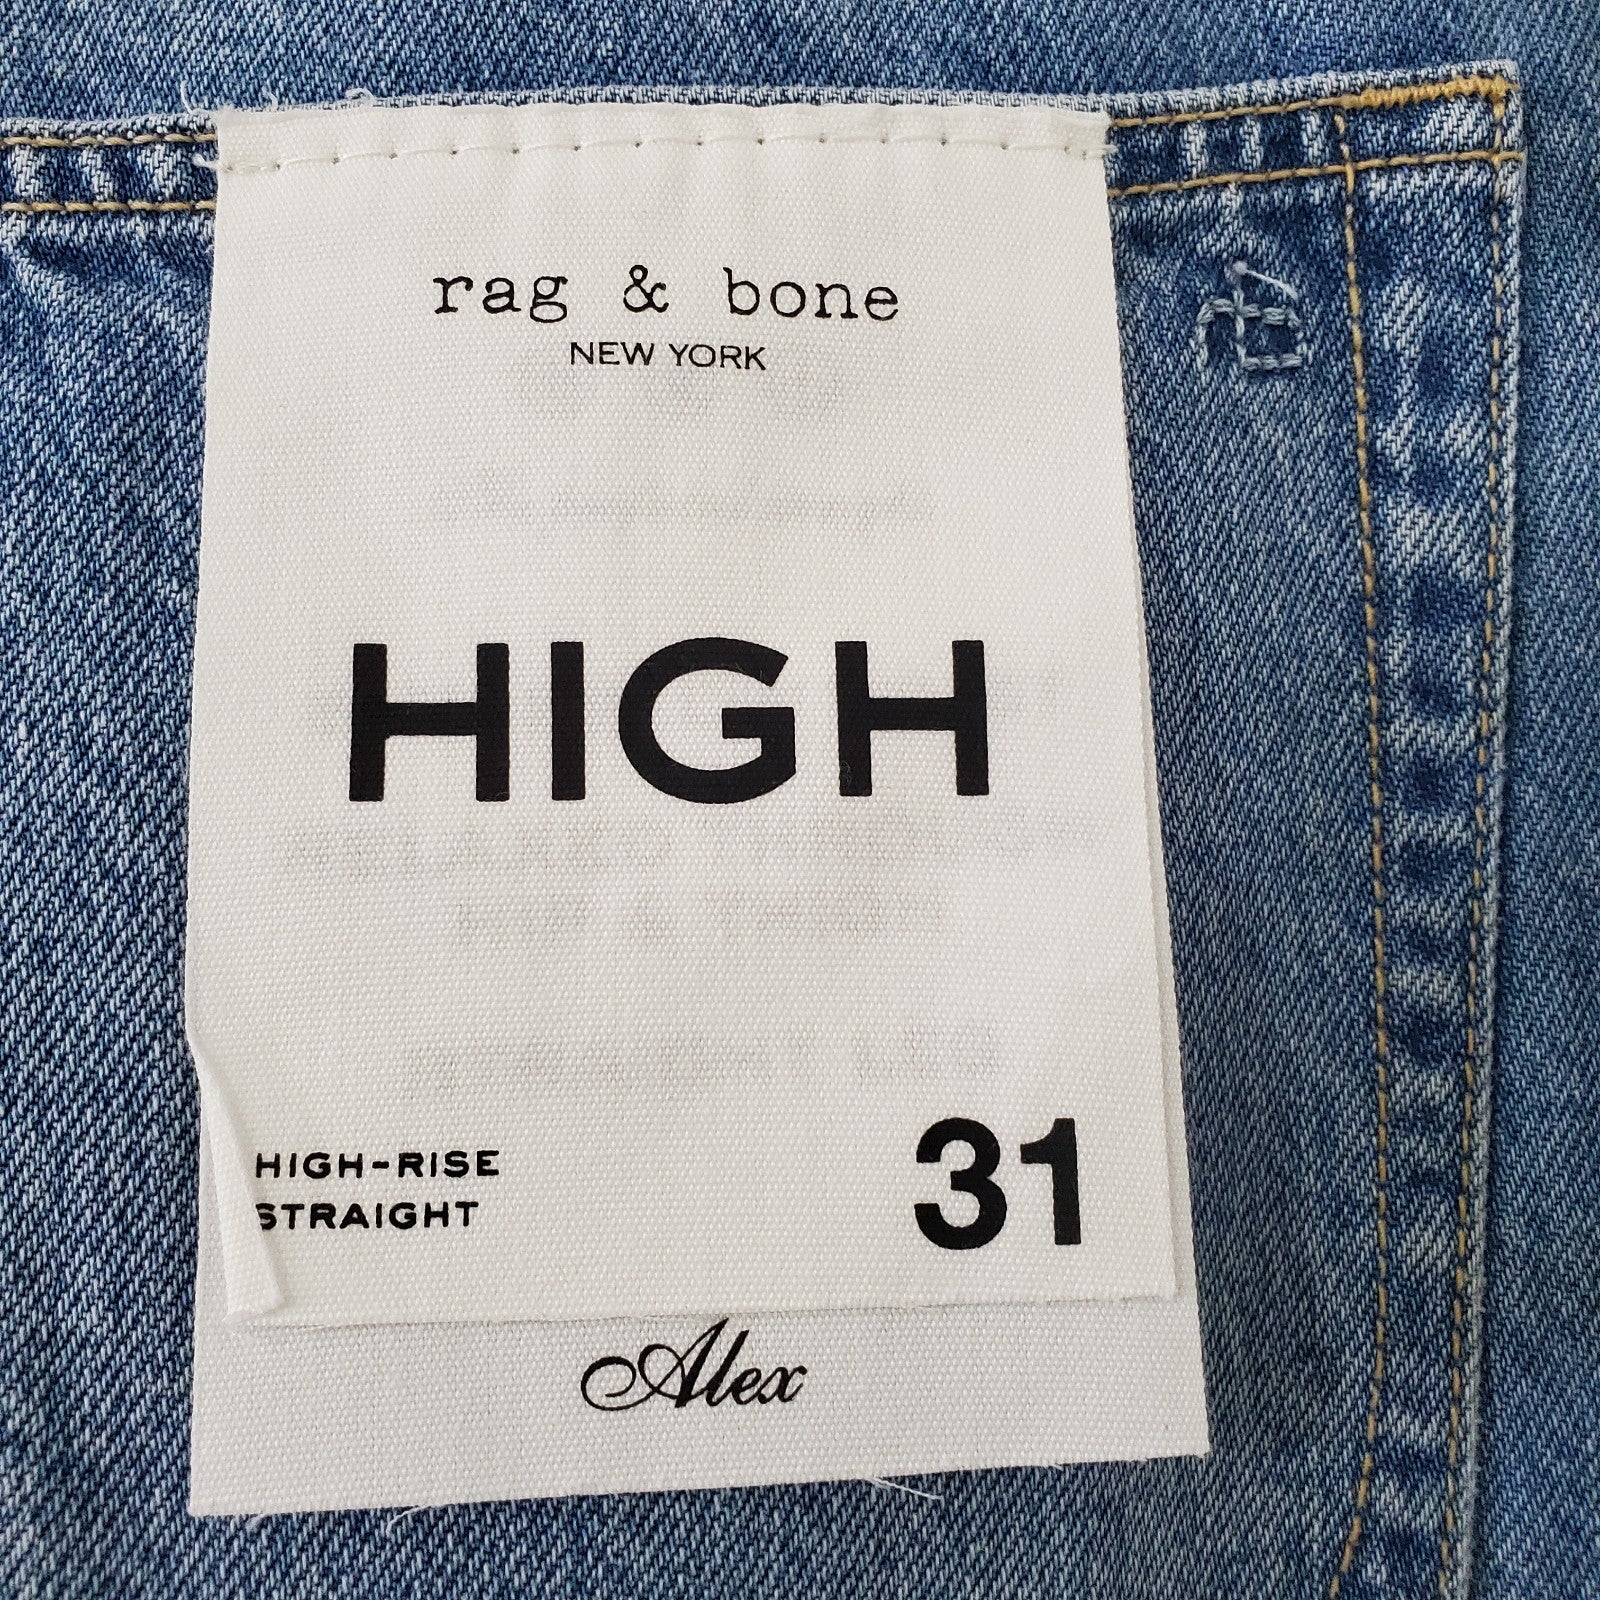 rag & bone
NEW YORK
HIGH
HIGH-RISE
STRAIGHT
31
Alex